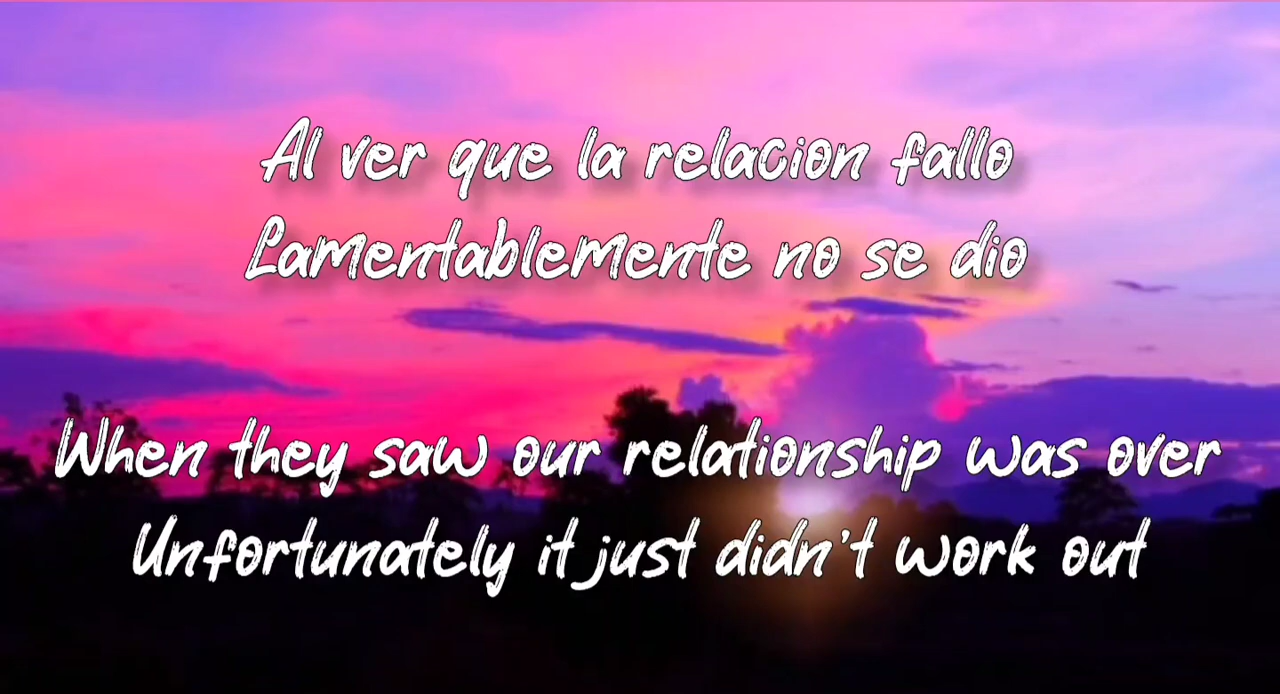 Al ver que la relacion fallo
Lamentablemente no se dio
When they saw our relationship was over
Unfortunately it just didn't work out